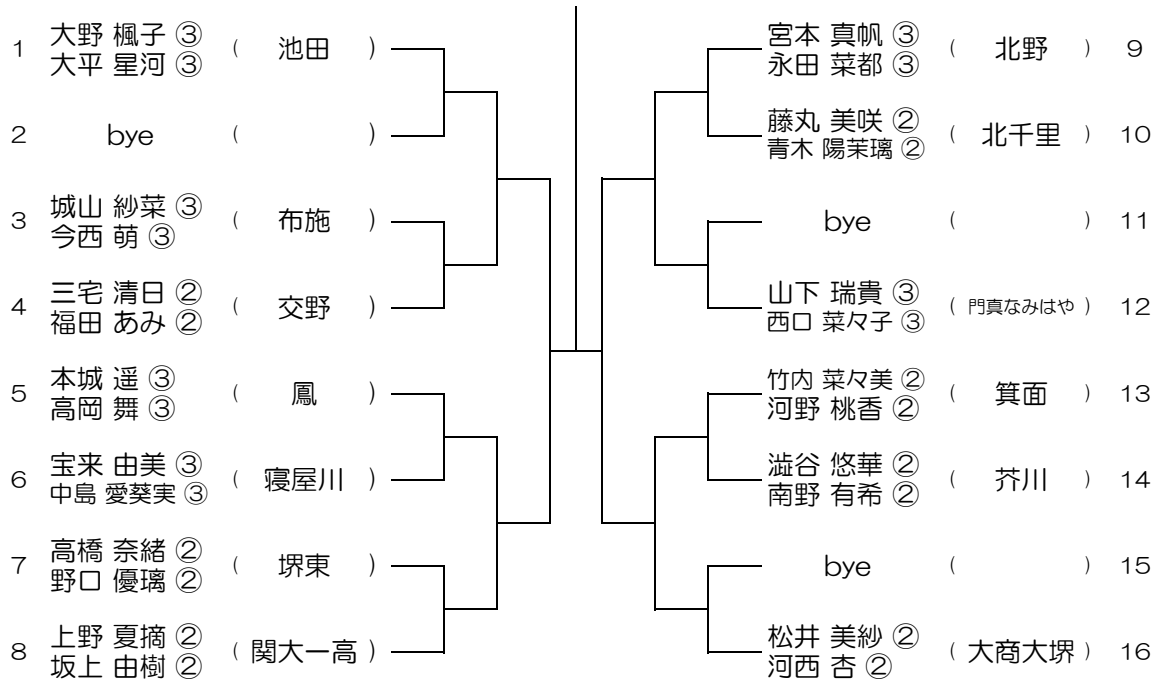 1 大野 楓子 ③ ( 池田 )
大平 星河 ③
2 bye ( )
3 城山 紗菜 ③ ( 布施 )
今西 萌 ③
4 三宅 清日 ② ( 交野 )
福田 あみ ②
5 本城 遥 ③ ( 鳳 )
高岡 舞 ③
6 宝来 由美 ③ ( 寝屋川 )
中島 愛葵実 ③
7 高橋 奈緒 ② ( 堺東 )
野口 優璃 ②
8 上野 夏摘 ② ( 関大一高 )
坂上 由樹 ②
宮本 真帆 ③ ( 北野 ) 9
永田 菜都 ③
藤丸 美咲 ② ( 北千里 ) 10
青木 陽茉璃 ②
bye ( ) 11
山下 瑞貴 ③ ( 門真なみはや ) 12
西口 菜々子 ③
竹内 菜々美 ② ( 箕面 ) 13
河野 桃香 ②
澁谷 悠華 ② ( 芥川 ) 14
南野 有希 ②
bye ( ) 15
松井 美紗 ② ( 大商大堺 ) 16
河西 杏 ②